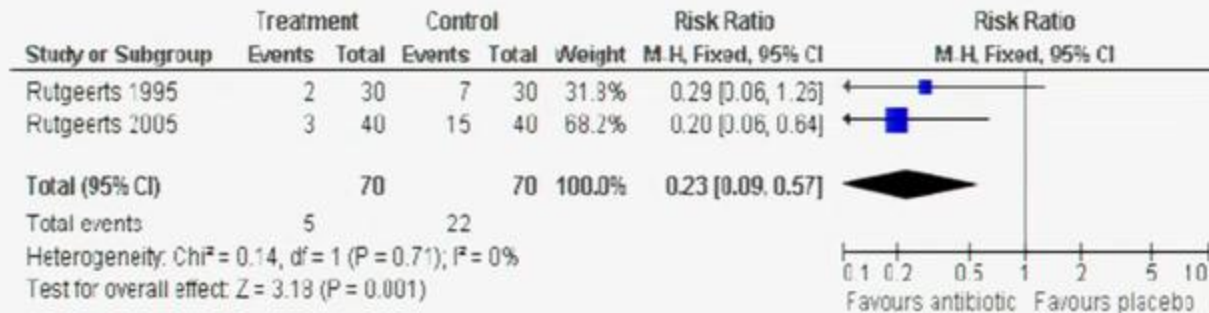 Treatment Control Risk Ratio Risk Ratio
Study or Subgroup Events Total Events Total Weight M-H, Fixed, 95% CI M-H, Fixed, 95% CI
Rutgeerts 1995 2 30 7 30 31.8% 0.29 [0.06, 1.26]
Rutgeerts 2005 3 40 15 40 68.2% 0.20 [0.06, 0.64]
Total (95% CI) 70 70 100.0% 0.23 [0.09, 0.57]
Total events 5 22
Heterogeneity: Chi² = 0.14, df = 1 (P = 0.71); I² = 0%
Test for overall effect: Z = 3.18 (P = 0.001)
0.1 0.2 0.5 1 2 5 10
Favours antibiotic Favours placebo